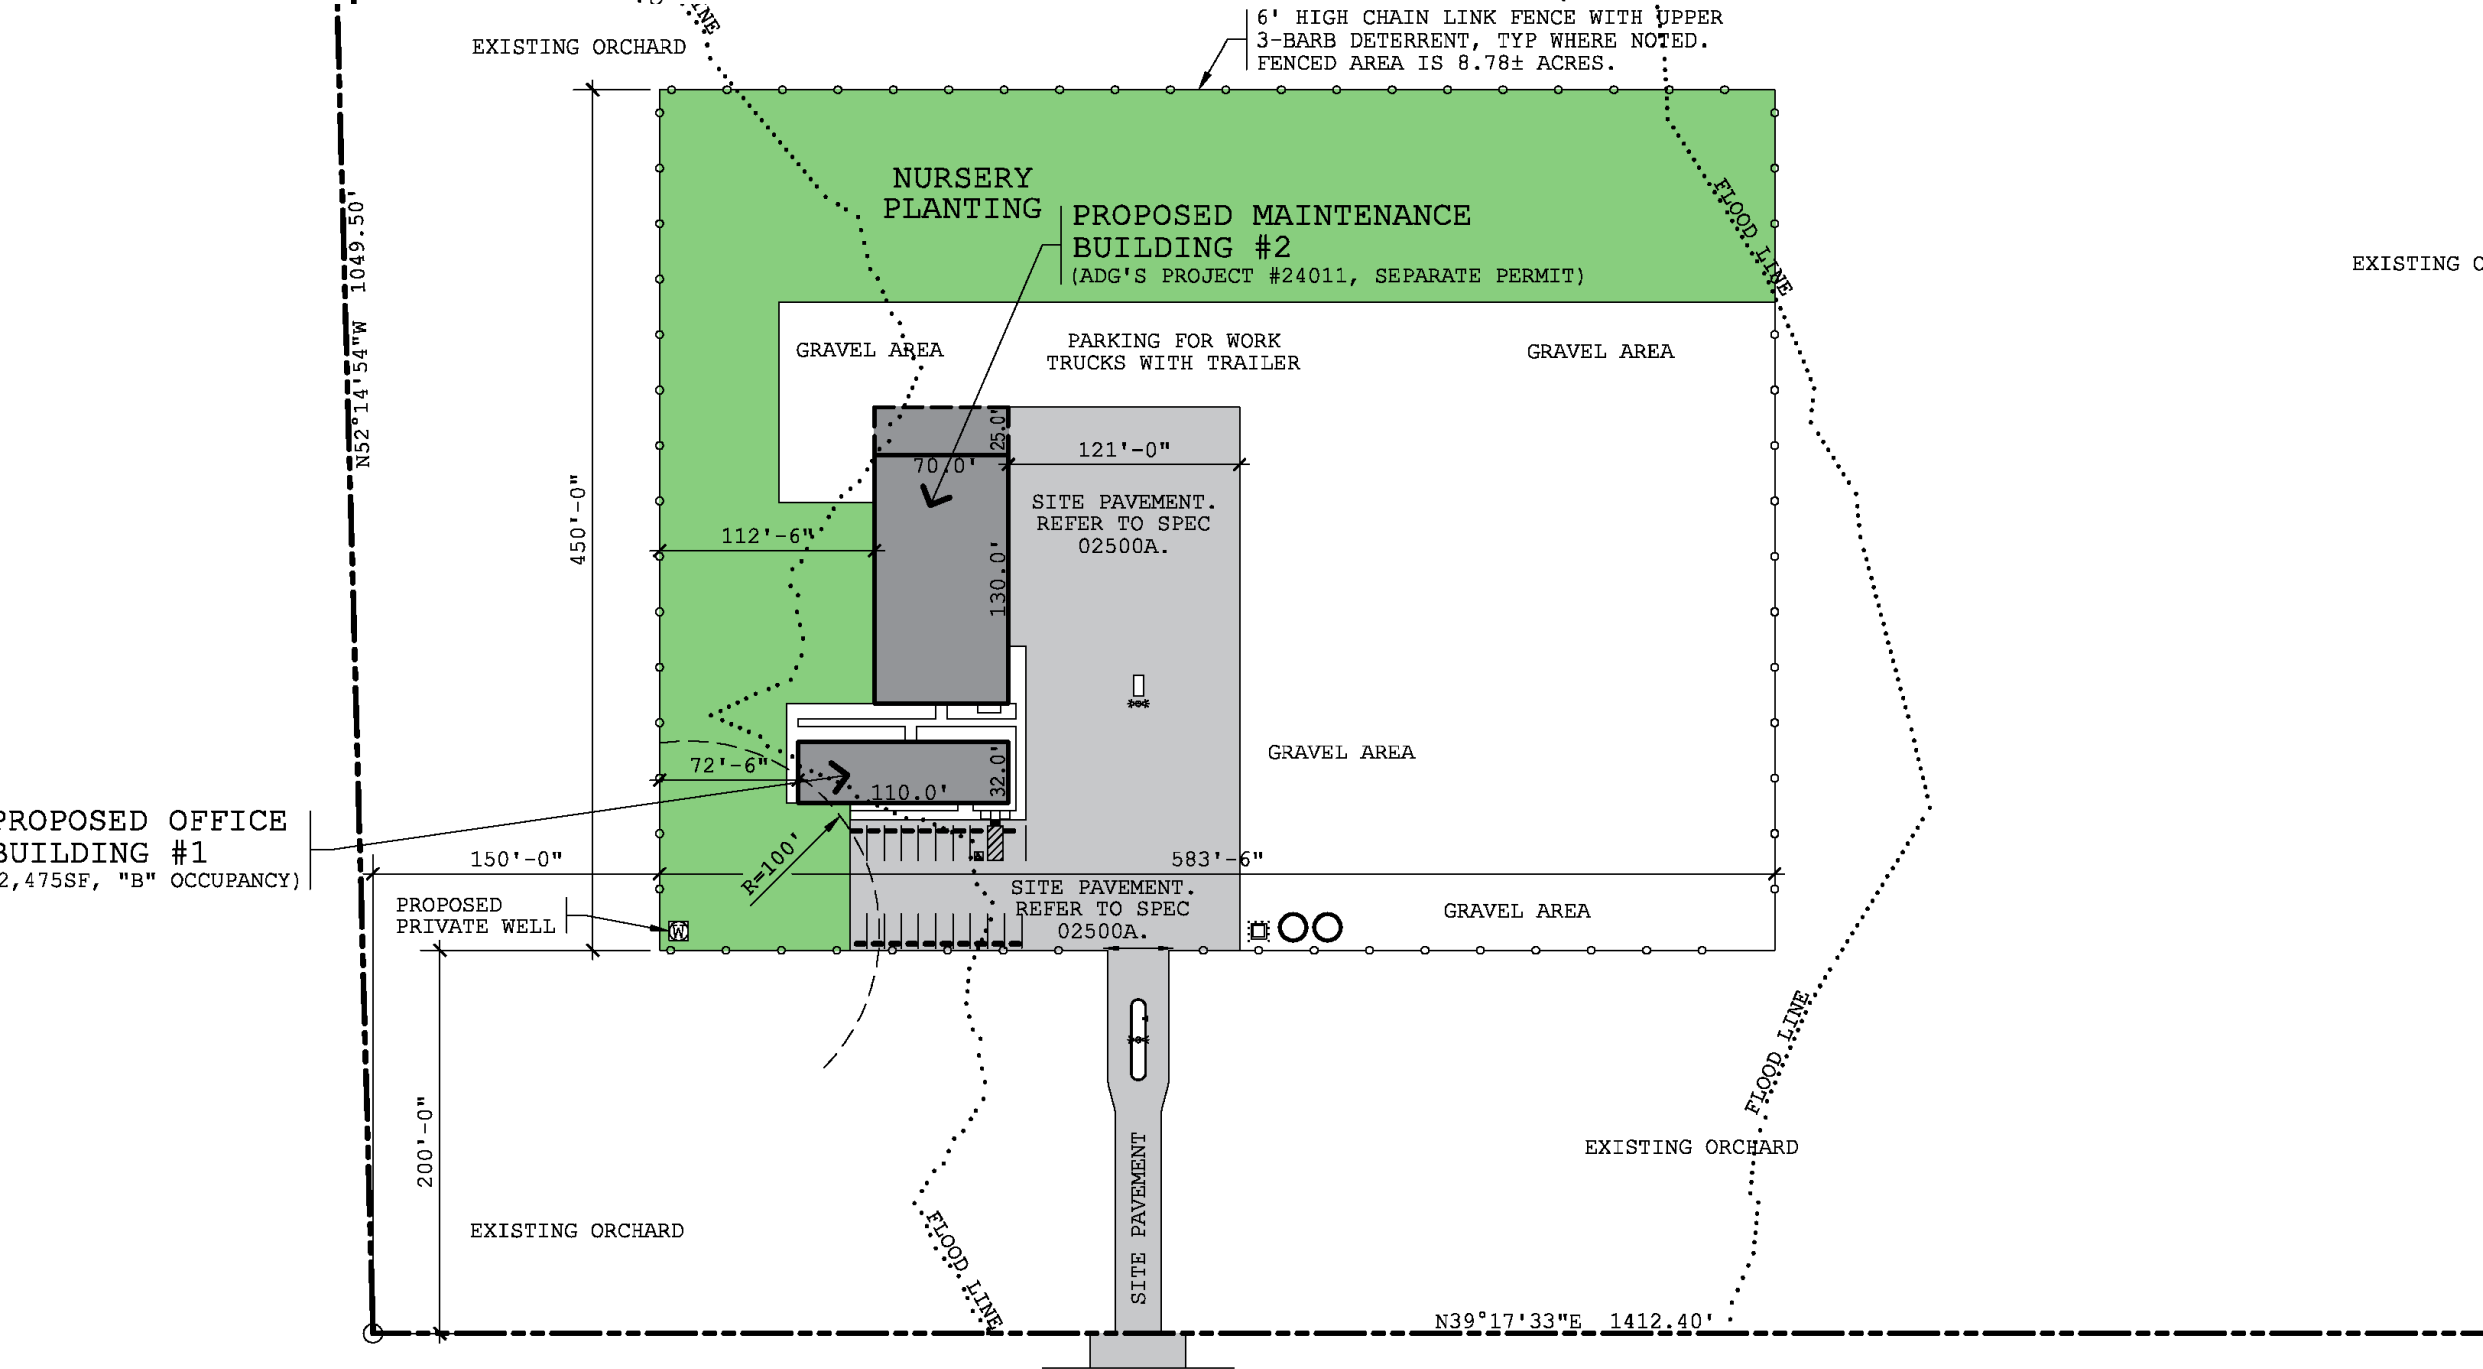 LINE
6' HIGH CHAIN LINK FENCE WITH UPPER
3-BARB DETERRENT, TYP WHERE NOTED.
FENCED AREA IS 8.78± ACRES.
EXISTING ORCHARD
NURSERY
PLANTING
PROPOSED MAINTENANCE
BUILDING #2
(ADG'S PROJECT #24011, SEPARATE PERMIT)
FLOOD LINE
EXISTING
N52°14'54"W 1049.50'
GRAVEL AREA
PARKING FOR WORK
TRUCKS WITH TRAILER
GRAVEL AREA
25.0'
70.0'
121'-0"
450'-0"
SITE PAVEMENT.
REFER TO SPEC
02500A.
112'-6"
130.0'
GRAVEL AREA
72'-6"
110.0'
32.0'
PROPOSED OFFICE
BUILDING #1
2,475SF, "B" OCCUPANCY)
150'-0"
R=100'
583'-6"
SITE PAVEMENT.
REFER TO SPEC
02500A.
PROPOSED
PRIVATE WELL
W
GRAVEL AREA
FLOOD LINE
200'-0"
SITE PAVEMENT
EXISTING ORCHARD
EXISTING ORCHARD
FLOOD LINE
N39°17'33"E 1412.40'